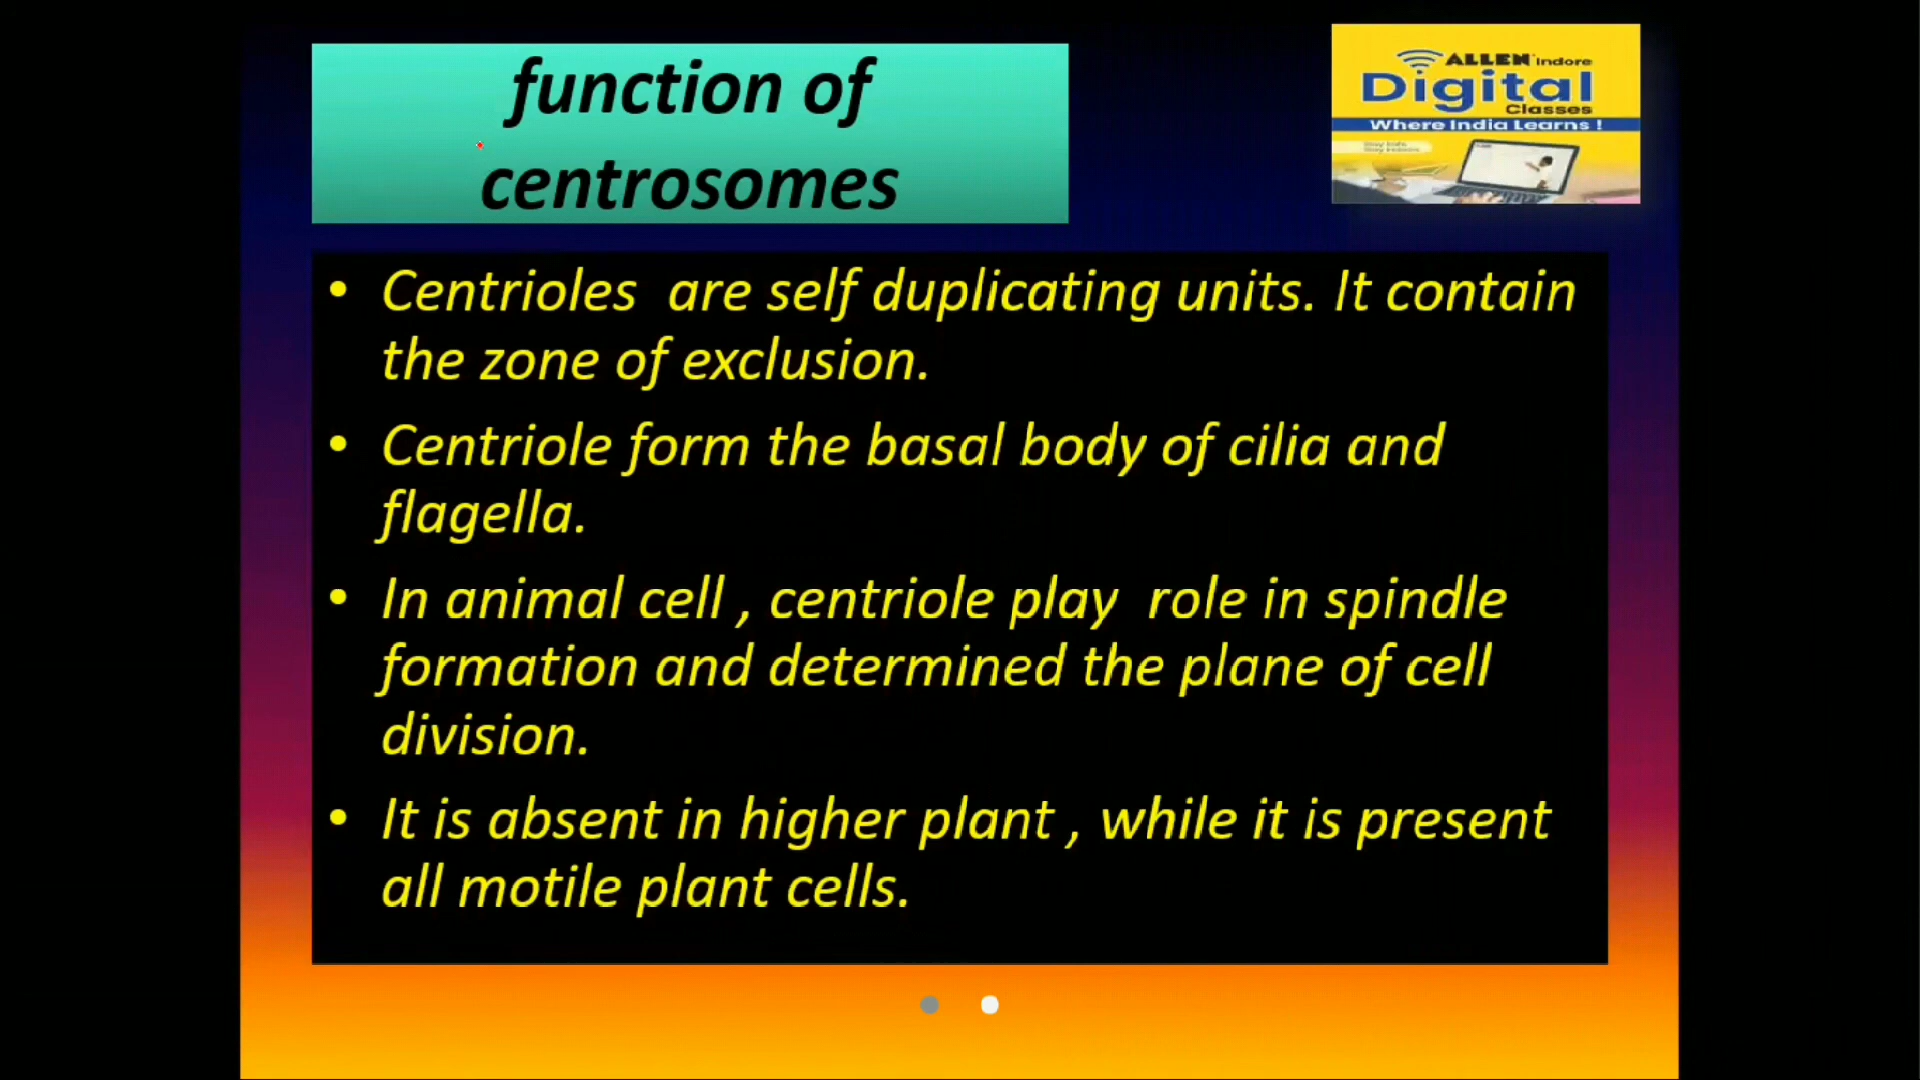 function of
centrosomes
ALLEN Indore
Digital
Classes
Where India Learns !
• Centrioles are self duplicating units. It contain
the zone of exclusion.
• Centriole form the basal body of cilia and
flagella.
• In animal cell , centriole play role in spindle
formation and determined the plane of cell
division.
• It is absent in higher plant , while it is present
all motile plant cells.